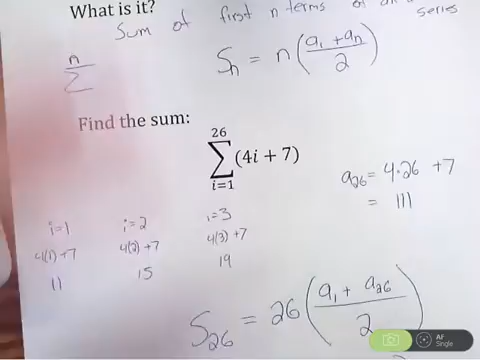 What is it?
Sum of first n terms of an series
n
Σ
Sₙ = n((a₁ + aₙ)/2)
Find the sum:
26
∑(4i + 7)
i=1
a₂₆ = 4·26 + 7
= 111
i=1 i=2 i=3
4(1)+7 4(2)+7 4(3)+7
11 15 19
S₂₆ = 26((a₁ + a₂₆)/2)
AF
Single